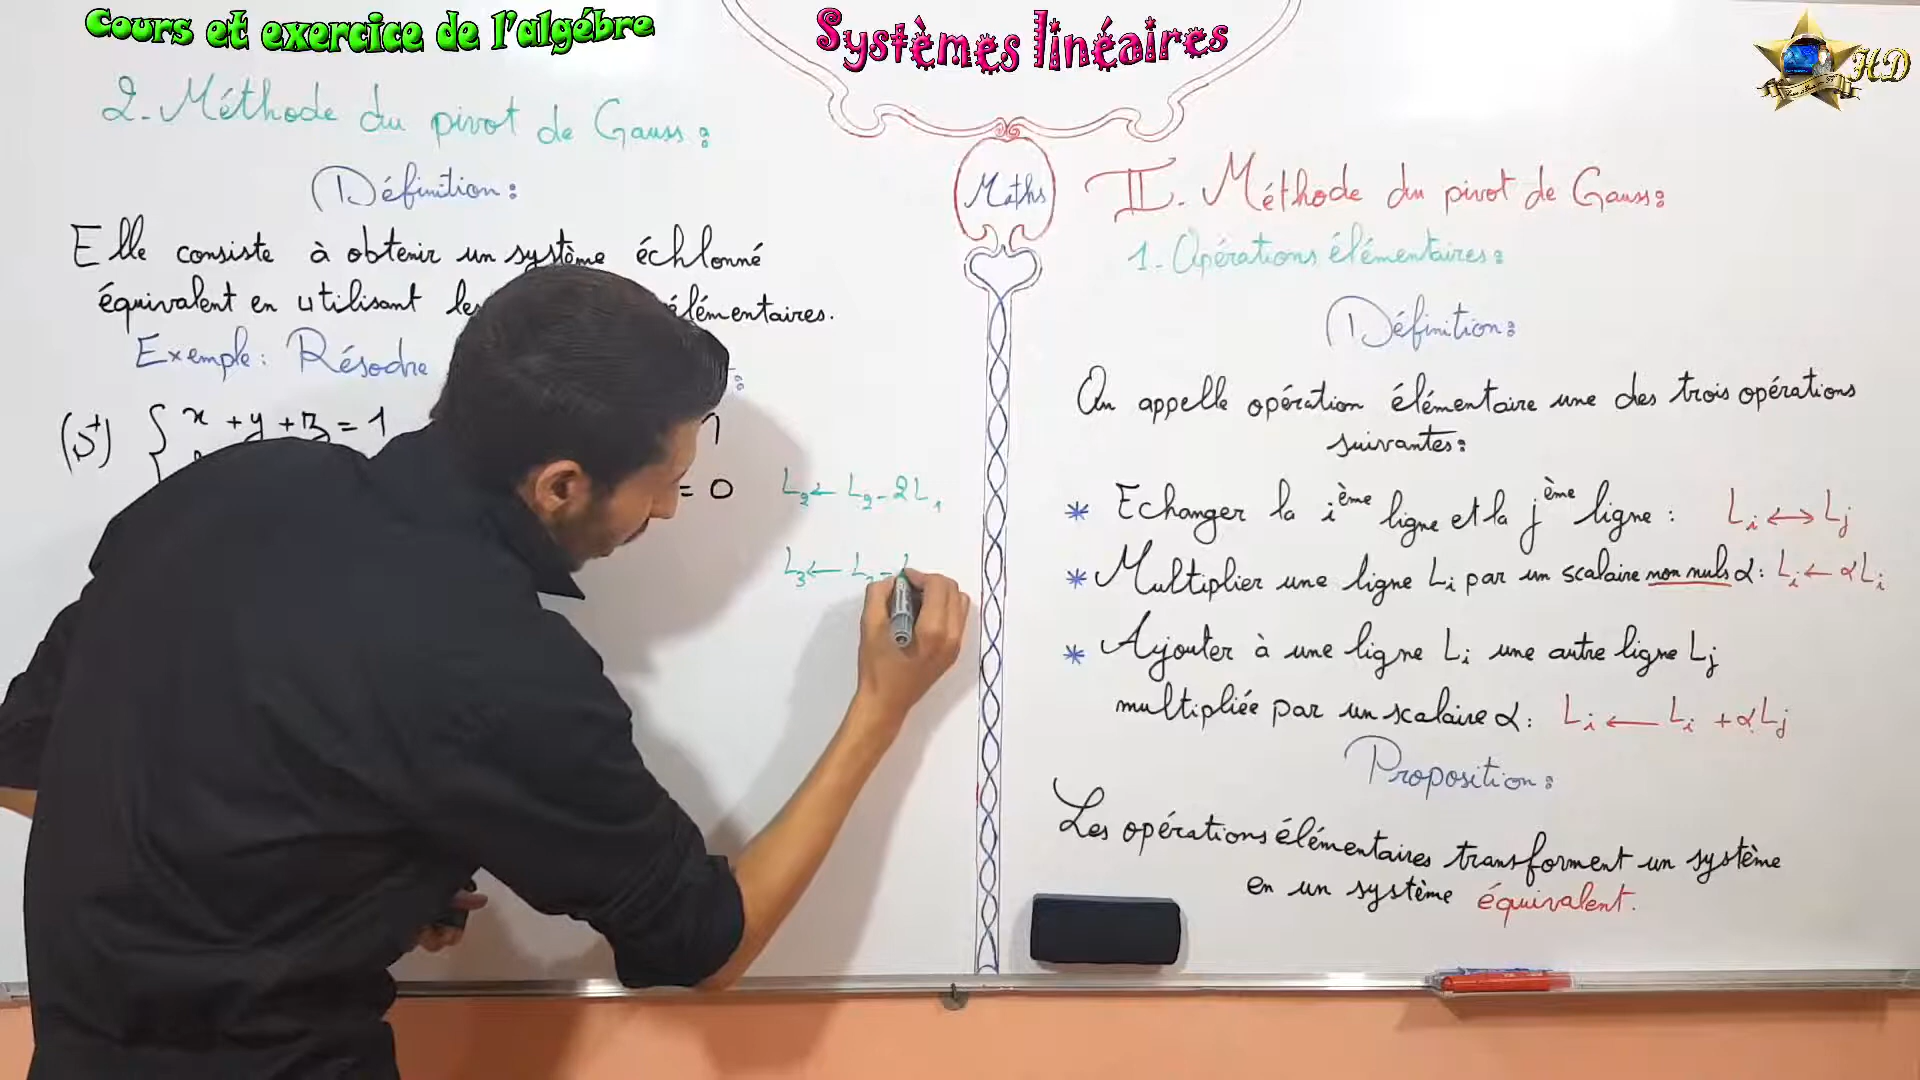 Cours et exercice de l'algébre
Systèmes linéaires
HD
2. Méthode du pivot de Gauss:
Définition:
Elle consiste à obtenir un système échlonné
équivalent en utilisant les élémentaires.
Exemple: Résodre :
(S) { x + y + z = 1
1
= 0
L2 ← L2 - 2L1
L3 ←
Maths
II. Méthode du pivot de Gauss:
1. Opérations élémentaires:
Définition:
On appelle opération élémentaire une des trois opérations
suivantes:
* Echanger la ième ligne et la jème ligne : Li ↔ Lj
* Multiplier une ligne Li par un scalaire non nuls α: Li ← αLi
* Ajouter à une ligne Li une autre ligne Lj
multipliée par un scalaire α: Li ← Li + αLj
Proposition:
Les opérations élémentaires transforment un système
en un système équivalent.